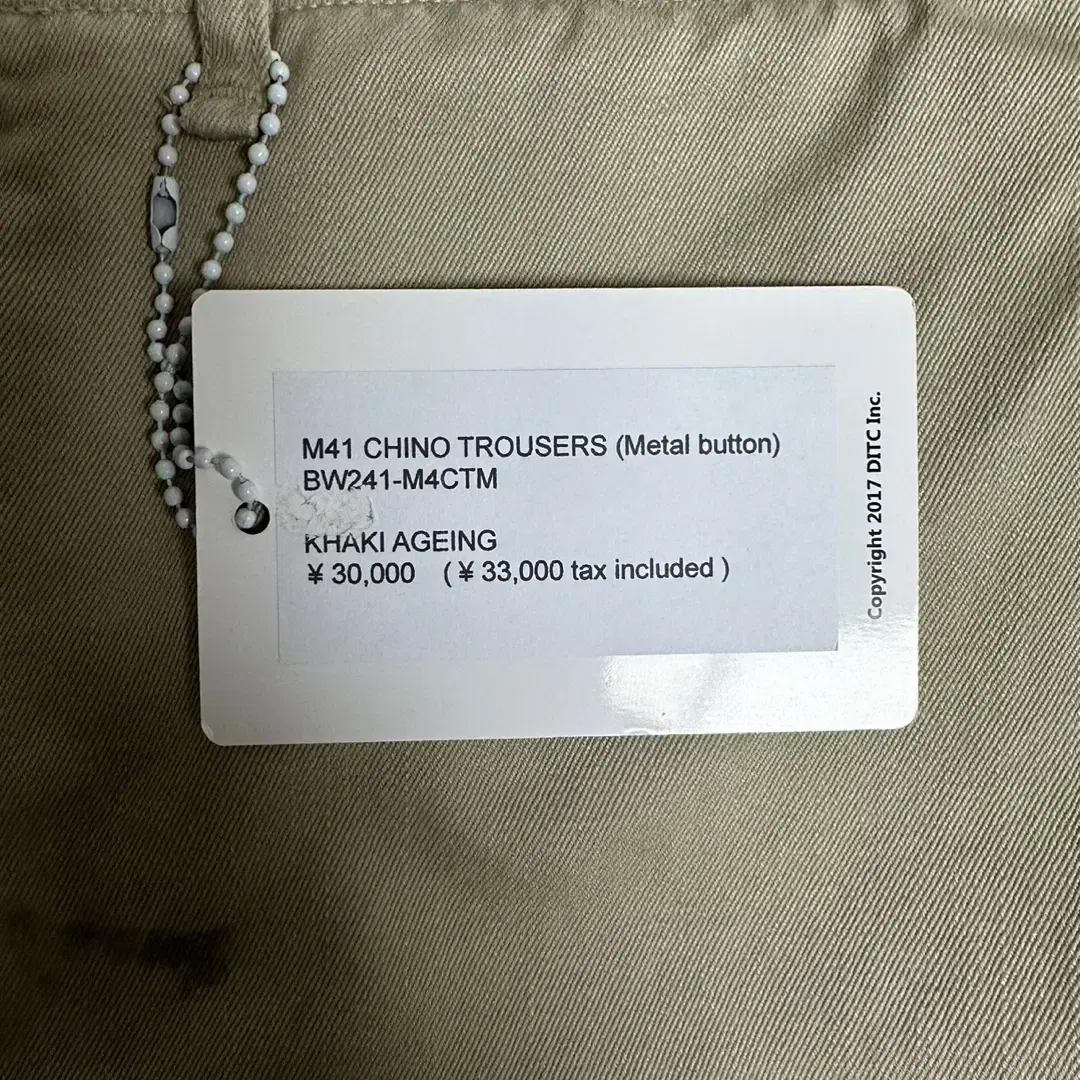 M41 CHINO TROUSERS (Metal button)
BW241-M4CTM
KHAKI AGEING
¥ 30,000 (¥ 33,000 tax included )
Copyright 2017 DITC Inc.